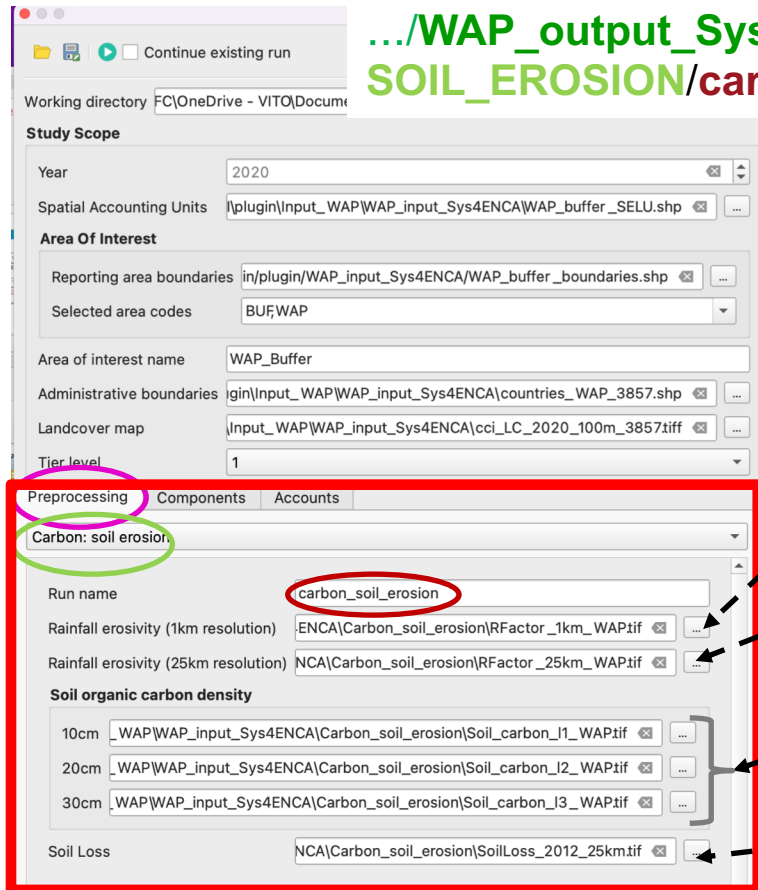 …/WAP_output_Sys
SOIL_EROSION/car
Continue existing run
Working directory FC\OneDrive - VITO\Docume
Study Scope
Year 2020
Spatial Accounting Units l\plugin\Input_WAP\WAP_input_Sys4ENCA\WAP_buffer_SELU.shp ...
Area Of Interest
Reporting area boundaries in/plugin/WAP_input_Sys4ENCA/WAP_buffer_boundaries.shp ...
Selected area codes BUF,WAP
Area of interest name WAP_Buffer
Administrative boundaries ugin\Input_WAP\WAP_input_Sys4ENCA\countries_WAP_3857.shp ...
Landcover map \Input_WAP\WAP_input_Sys4ENCA\cci_LC_2020_100m_3857.tiff ...
Tier level 1
Preprocessing Components Accounts
Carbon: soil erosion
Run name carbon_soil_erosion
Rainfall erosivity (1km resolution) ENCA\Carbon_soil_erosion\RFactor_1km_WAP.tif ...
Rainfall erosivity (25km resolution) NCA\Carbon_soil_erosion\RFactor_25km_WAP.tif ...
Soil organic carbon density
10cm _WAP\WAP_input_Sys4ENCA\Carbon_soil_erosion\Soil_carbon_l1_WAP.tif ...
20cm _WAP\WAP_input_Sys4ENCA\Carbon_soil_erosion\Soil_carbon_l2_WAP.tif ...
30cm _WAP\WAP_input_Sys4ENCA\Carbon_soil_erosion\Soil_carbon_l3_WAP.tif ...
Soil Loss NCA\Carbon_soil_erosion\SoilLoss_2012_25km.tif ...